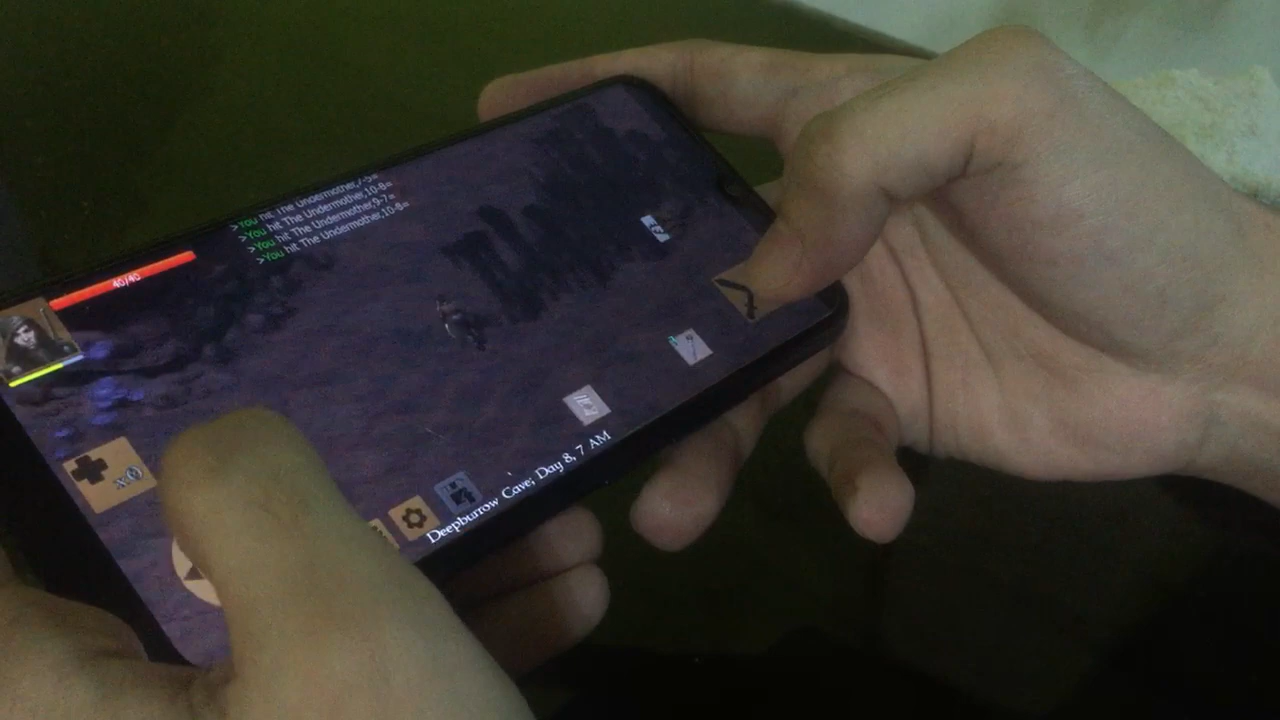 >You hit The Undermother,7-5=
>You hit The Undermother,10-8=
>You hit The Undermother,9-7=
>You hit The Undermother,10-8=
40/40
x0
Deepburrow Cave; Day 8, 7 AM